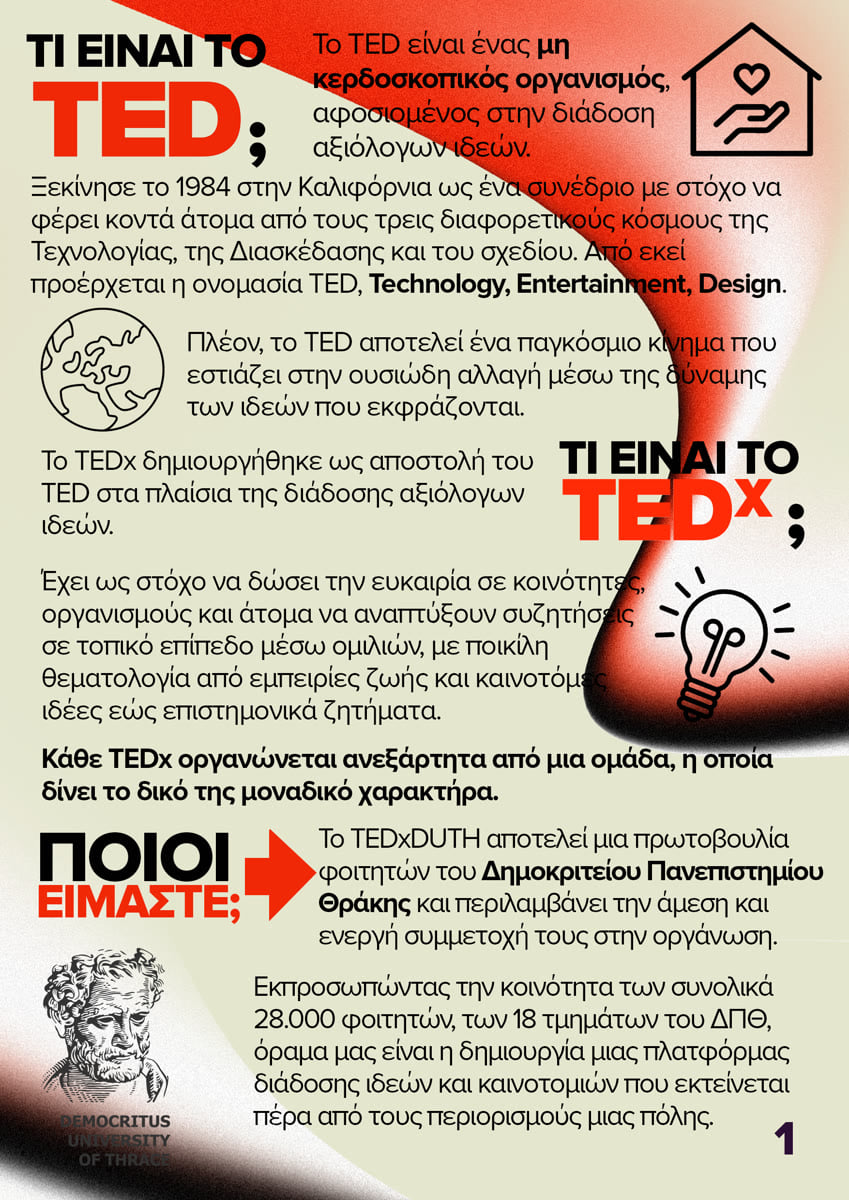 ΤΙ ΕΙΝΑΙ ΤΟ
TED;
Το TED είναι ένας μη
κερδοσκοπικός οργανισμός,
αφοσιομένος στην διάδοση
αξιόλογων ιδεών.
Ξεκίνησε το 1984 στην Καλιφόρνια ως ένα συνέδριο με στόχο να
φέρει κοντά άτομα από τους τρεις διαφορετικούς κόσμους της
Τεχνολογίας, της Διασκέδασης και του σχεδίου. Από εκεί
προέρχεται η ονομασία TED, Technology, Entertainment, Design.
Πλέον, το TED αποτελεί ένα παγκόσμιο κίνημα που
εστιάζει στην ουσιώδη αλλαγή μέσω της δύναμης
των ιδεών που εκφράζονται.
ΤΙ ΕΙΝΑΙ ΤΟ
TEDx;
Το TEDx δημιουργήθηκε ως αποστολή του
TED στα πλαίσια της διάδοσης αξιόλογων
ιδεών.
Έχει ως στόχο να δώσει την ευκαιρία σε κοινότητες,
οργανισμούς και άτομα να αναπτύξουν συζητήσεις
σε τοπικό επίπεδο μέσω ομιλιών, με ποικίλη
θεματολογία από εμπειρίες ζωής και καινοτόμες
ιδέες εώς επιστημονικά ζητήματα.
Κάθε TEDx οργανώνεται ανεξάρτητα από μια ομάδα, η οποία
δίνει το δικό της μοναδικό χαρακτήρα.
ΠΟΙΟΙ
ΕΙΜΑΣΤΕ;
Το TEDxDUTH αποτελεί μια πρωτοβουλία
φοιτητών του Δημοκριτείου Πανεπιστημίου
Θράκης και περιλαμβάνει την άμεση και
ενεργή συμμετοχή τους στην οργάνωση.
Εκπροσωπώντας την κοινότητα των συνολικά
28.000 φοιτητών, των 18 τμημάτων του ΔΠΘ,
όραμα μας είναι η δημιουργία μιας πλατφόρμας
διάδοσης ιδεών και καινοτομιών που εκτείνεται
πέρα από τους περιορισμούς μιας πόλης.
DEMOCRITUS
UNIVERSITY
OF THRACE
1